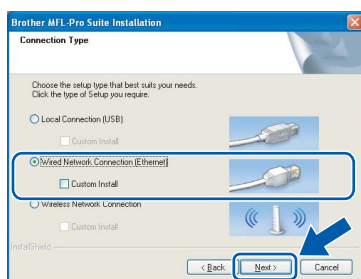 Brother MFL-Pro Suite Installation
Connection Type
Choose the setup type that best suits your needs.
Click the type of Setup you require.
Local Connection (USB)
Custom Install
Wired Network Connection (Ethernet)
Custom Install
Wireless Network Connection
Custom Install
InstallShield
< Back Next > Cancel